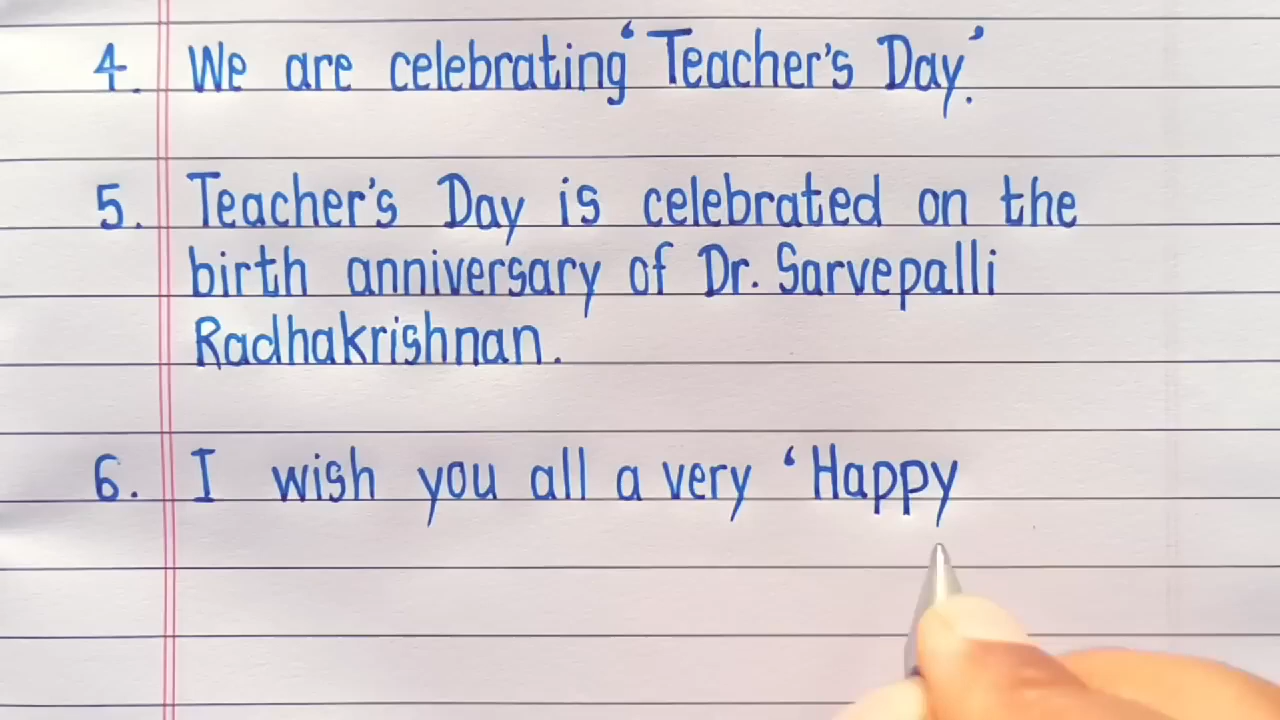 4. We are celebrating ‘Teacher's Day.’
5. Teacher's Day is celebrated on the
birth anniversary of Dr. Sarvepalli
Radhakrishnan.
6. I wish you all a very ‘Happy